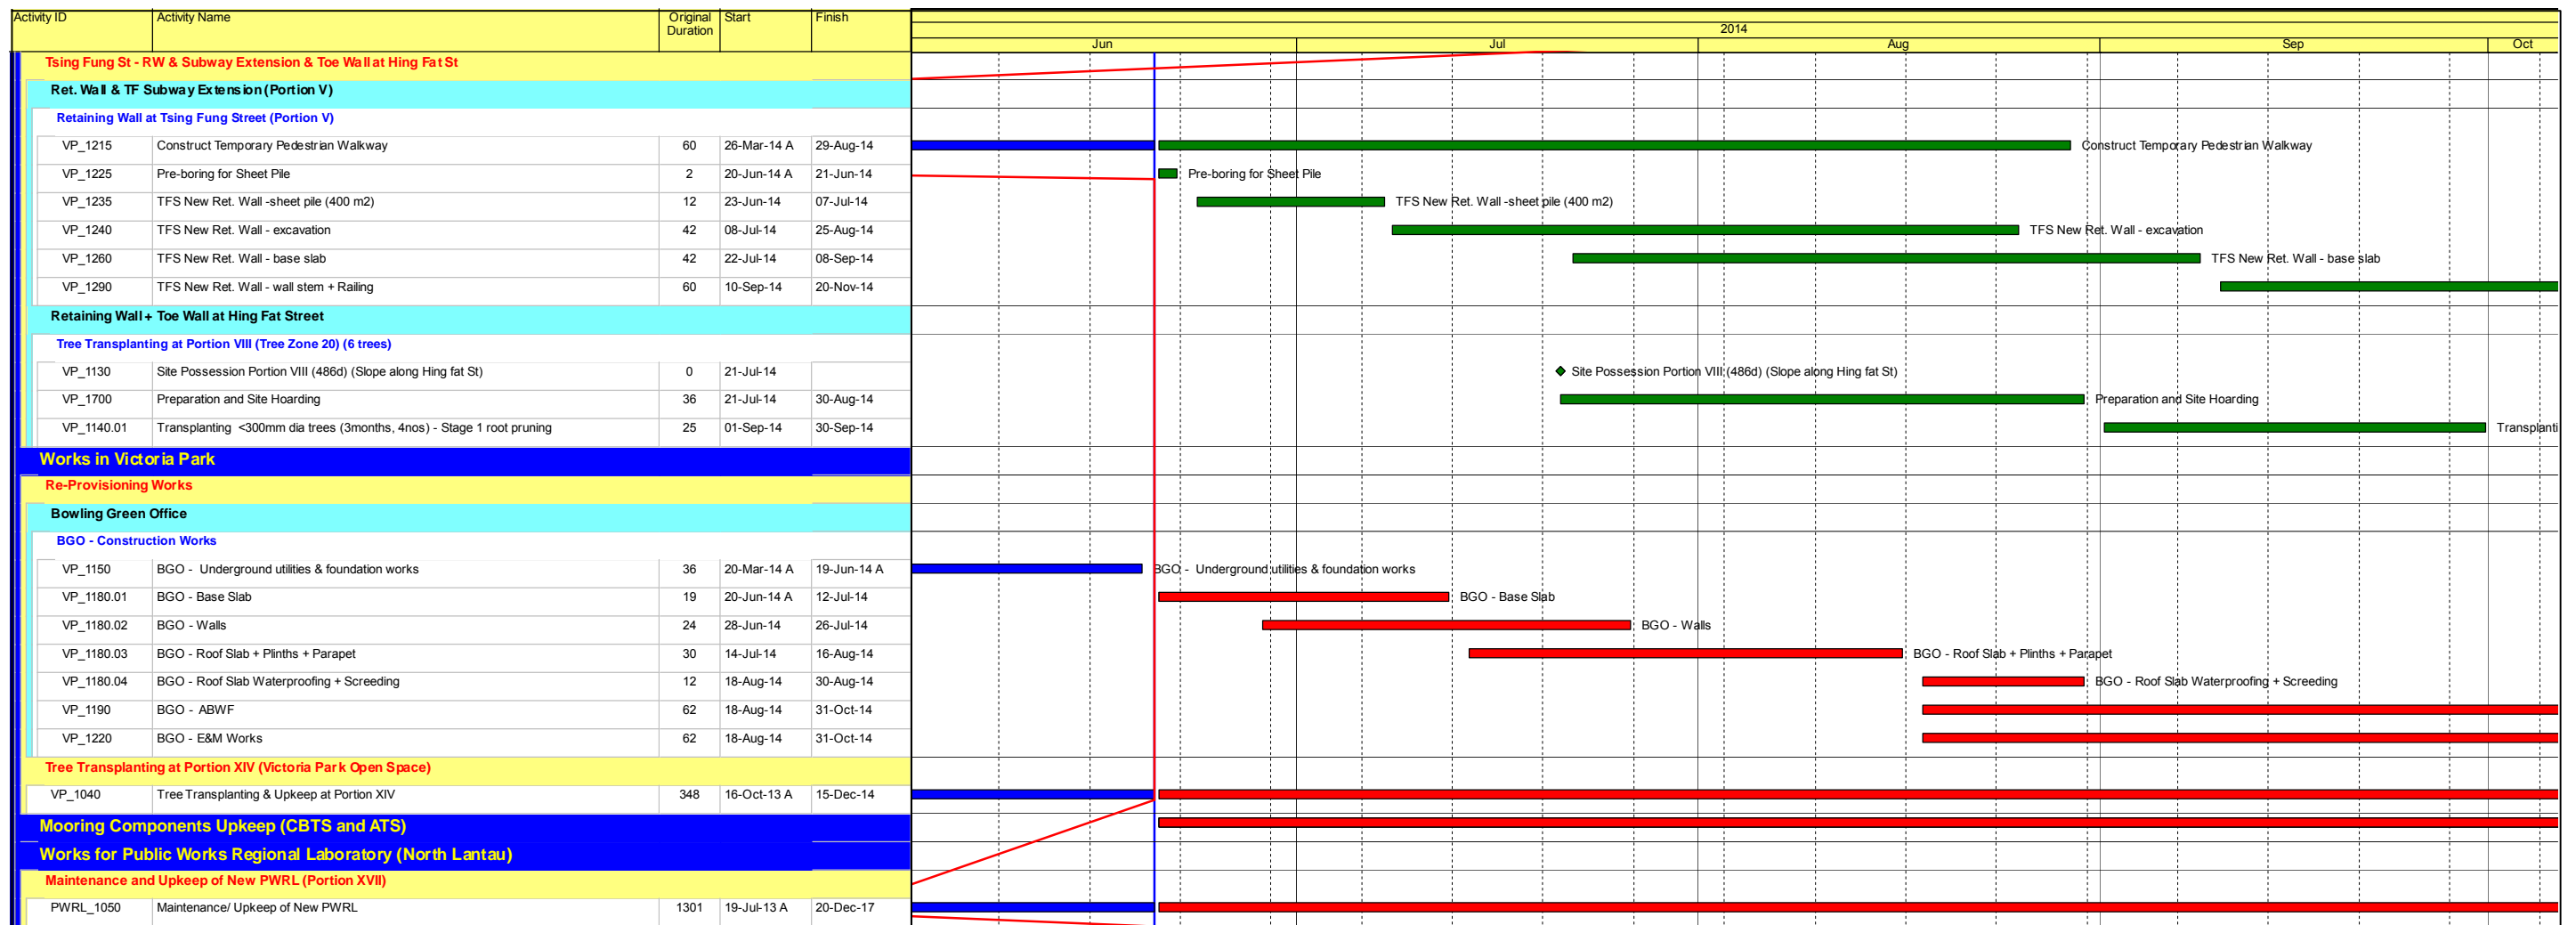 Activity ID Activity Name Original Duration Start Finish
2014
Jun Jul Aug Sep Oct
Tsing Fung St - RW & Subway Extension & Toe Wall at Hing Fat St
Ret. Wall & TF Subway Extension (Portion V)
Retaining Wall at Tsing Fung Street (Portion V)
VP_1215 Construct Temporary Pedestrian Walkway 60 26-Mar-14 A 29-Aug-14 Construct Temporary Pedestrian Walkway
VP_1225 Pre-boring for Sheet Pile 2 20-Jun-14 A 21-Jun-14 Pre-boring for Sheet Pile
VP_1235 TFS New Ret. Wall -sheet pile (400 m2) 12 23-Jun-14 07-Jul-14 TFS New Ret. Wall -sheet pile (400 m2)
VP_1240 TFS New Ret. Wall - excavation 42 08-Jul-14 25-Aug-14 TFS New Ret. Wall - excavation
VP_1260 TFS New Ret. Wall - base slab 42 22-Jul-14 08-Sep-14 TFS New Ret. Wall - base slab
VP_1290 TFS New Ret. Wall - wall stem + Railing 60 10-Sep-14 20-Nov-14
Retaining Wall + Toe Wall at Hing Fat Street
Tree Transplanting at Portion VIII (Tree Zone 20) (6 trees)
VP_1130 Site Possession Portion VIII (486d) (Slope along Hing fat St) 0 21-Jul-14 Site Possession Portion VIII (486d) (Slope along Hing fat St)
VP_1700 Preparation and Site Hoarding 36 21-Jul-14 30-Aug-14 Preparation and Site Hoarding
VP_1140.01 Transplanting <300mm dia trees (3months, 4nos) - Stage 1 root pruning 25 01-Sep-14 30-Sep-14 Transplanti
Works in Victoria Park
Re-Provisioning Works
Bowling Green Office
BGO - Construction Works
VP_1150 BGO - Underground utilities & foundation works 36 20-Mar-14 A 19-Jun-14 A BGO - Underground utilities & foundation works
VP_1180.01 BGO - Base Slab 19 20-Jun-14 A 12-Jul-14 BGO - Base Slab
VP_1180.02 BGO - Walls 24 28-Jun-14 26-Jul-14 BGO - Walls
VP_1180.03 BGO - Roof Slab + Plinths + Parapet 30 14-Jul-14 16-Aug-14 BGO - Roof Slab + Plinths + Parapet
VP_1180.04 BGO - Roof Slab Waterproofing + Screeding 12 18-Aug-14 30-Aug-14 BGO - Roof Slab Waterproofing + Screeding
VP_1190 BGO - ABWF 62 18-Aug-14 31-Oct-14
VP_1220 BGO - E&M Works 62 18-Aug-14 31-Oct-14
Tree Transplanting at Portion XIV (Victoria Park Open Space)
VP_1040 Tree Transplanting & Upkeep at Portion XIV 348 16-Oct-13 A 15-Dec-14
Mooring Components Upkeep (CBTS and ATS)
Works for Public Works Regional Laboratory (North Lantau)
Maintenance and Upkeep of New PWRL (Portion XVII)
PWRL_1050 Maintenance/ Upkeep of New PWRL 1301 19-Jul-13 A 20-Dec-17